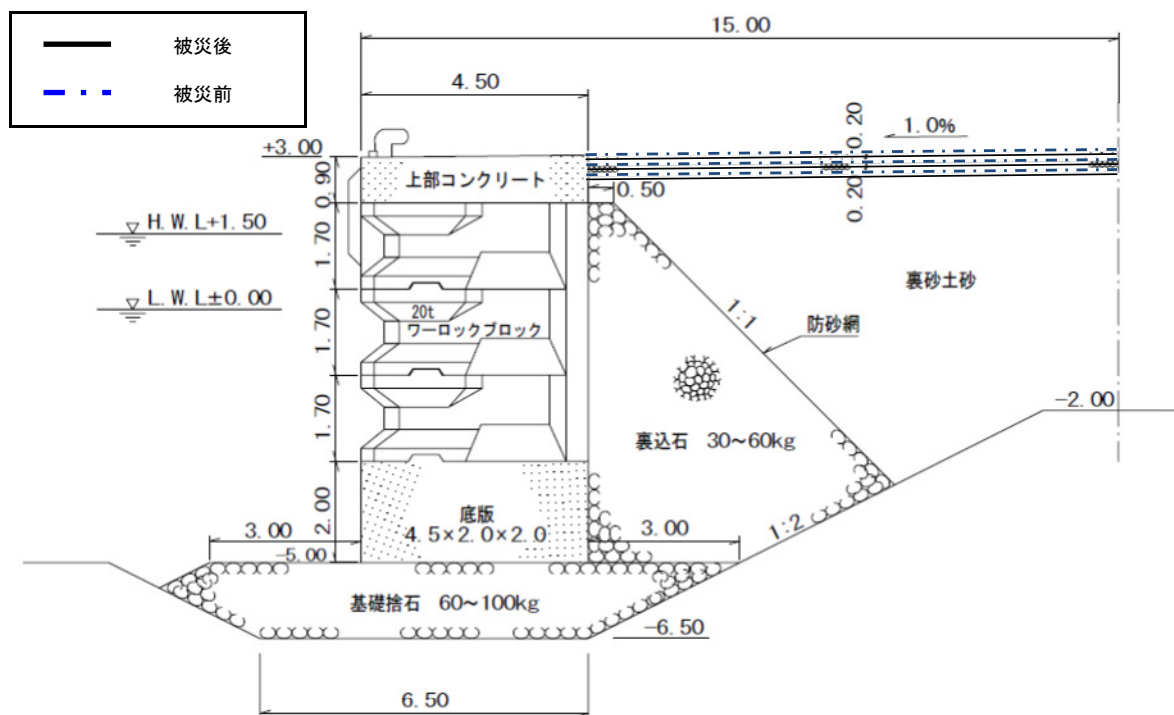 被災後
被災前
15.00
4.50
0.20
1.0%
+3.00
0.90
上部コンクリート
0.50
0.20
H.W.L+1.50
1.70
裏砂土砂
L.W.L±0.00
20t
ワーロックブロック
1:1
防砂網
1.70
-2.00
1.70
裏込石 30~60kg
底版
4.5×2.0×2.0
2.00
3.00
3.00
1:2
-5.00
基礎捨石 60~100kg
-6.50
6.50